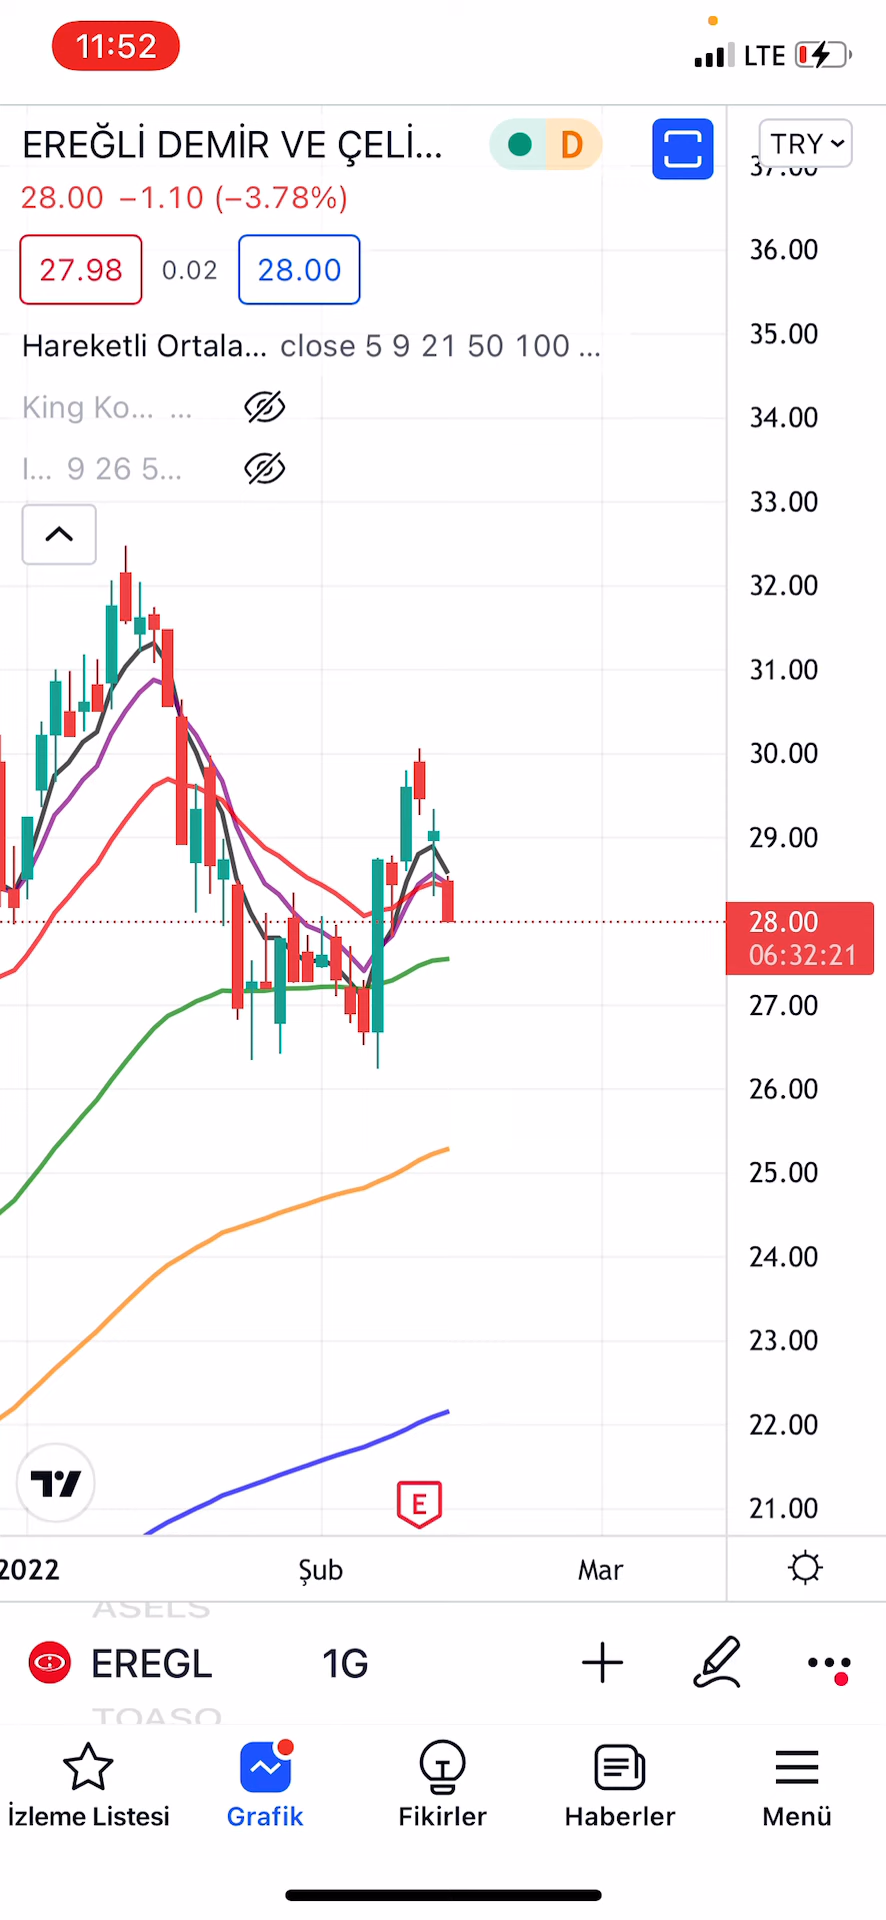 11:52
LTE
EREĞLİ DEMİR VE ÇELİ...
D
TRY
37.00
28.00 −1.10 (−3.78%)
27.98 0.02 28.00
36.00
Hareketli Ortala... close 5 9 21 50 100 ...
35.00
King Ko... ...
34.00
I... 9 26 5...
33.00
32.00
31.00
30.00
29.00
28.00
06:32:21
27.00
26.00
25.00
24.00
23.00
22.00
21.00
E
2022 Şub Mar
ASELS
EREGL 1G
TOASO
İzleme Listesi Grafik Fikirler Haberler Menü